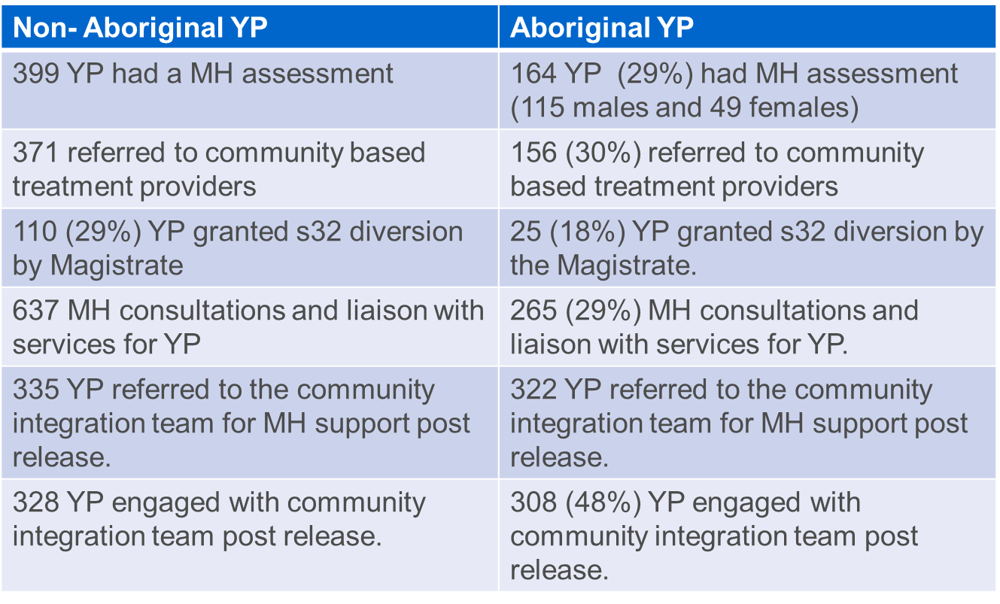 Non- Aboriginal YP
Aboriginal YP
399 YP had a MH assessment
164 YP  (29%) had MH assessment
(115 males and 49 females)
371 referred to community based
treatment providers
156 (30%) referred to community
based treatment providers
110 (29%) YP granted s32 diversion
by Magistrate
25 (18%) YP granted s32 diversion by
the Magistrate.
637 MH consultations and liaison with
services for YP
265 (29%) MH consultations and
liaison with services for YP.
335 YP referred to the community
integration team for MH support post
release.
322 YP referred to the community
integration team for MH support post
release.
328 YP engaged with community
integration team post release.
308 (48%) YP engaged with
community integration team post
release.